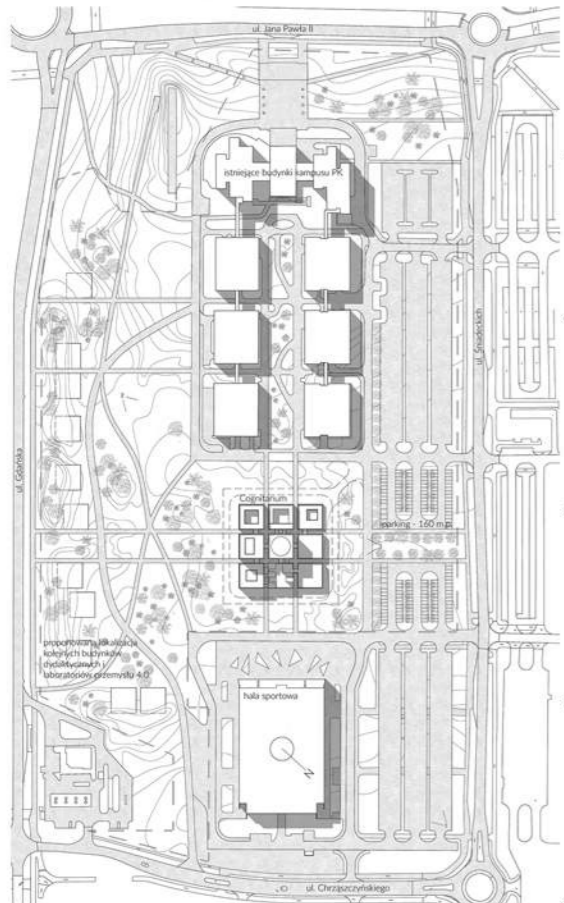 ul. Jana Pawła II
istniejące budynki kampusu PK
ul. Śniadeckich
ul. Gdańska
Cognitarium
parking - 160 m.p.
proponowana lokalizacja
kolejnych budynków
dydaktycznych i
laboratoriów przemysłu 4.0
hala sportowa
N
ul. Chrząszczyńskiego